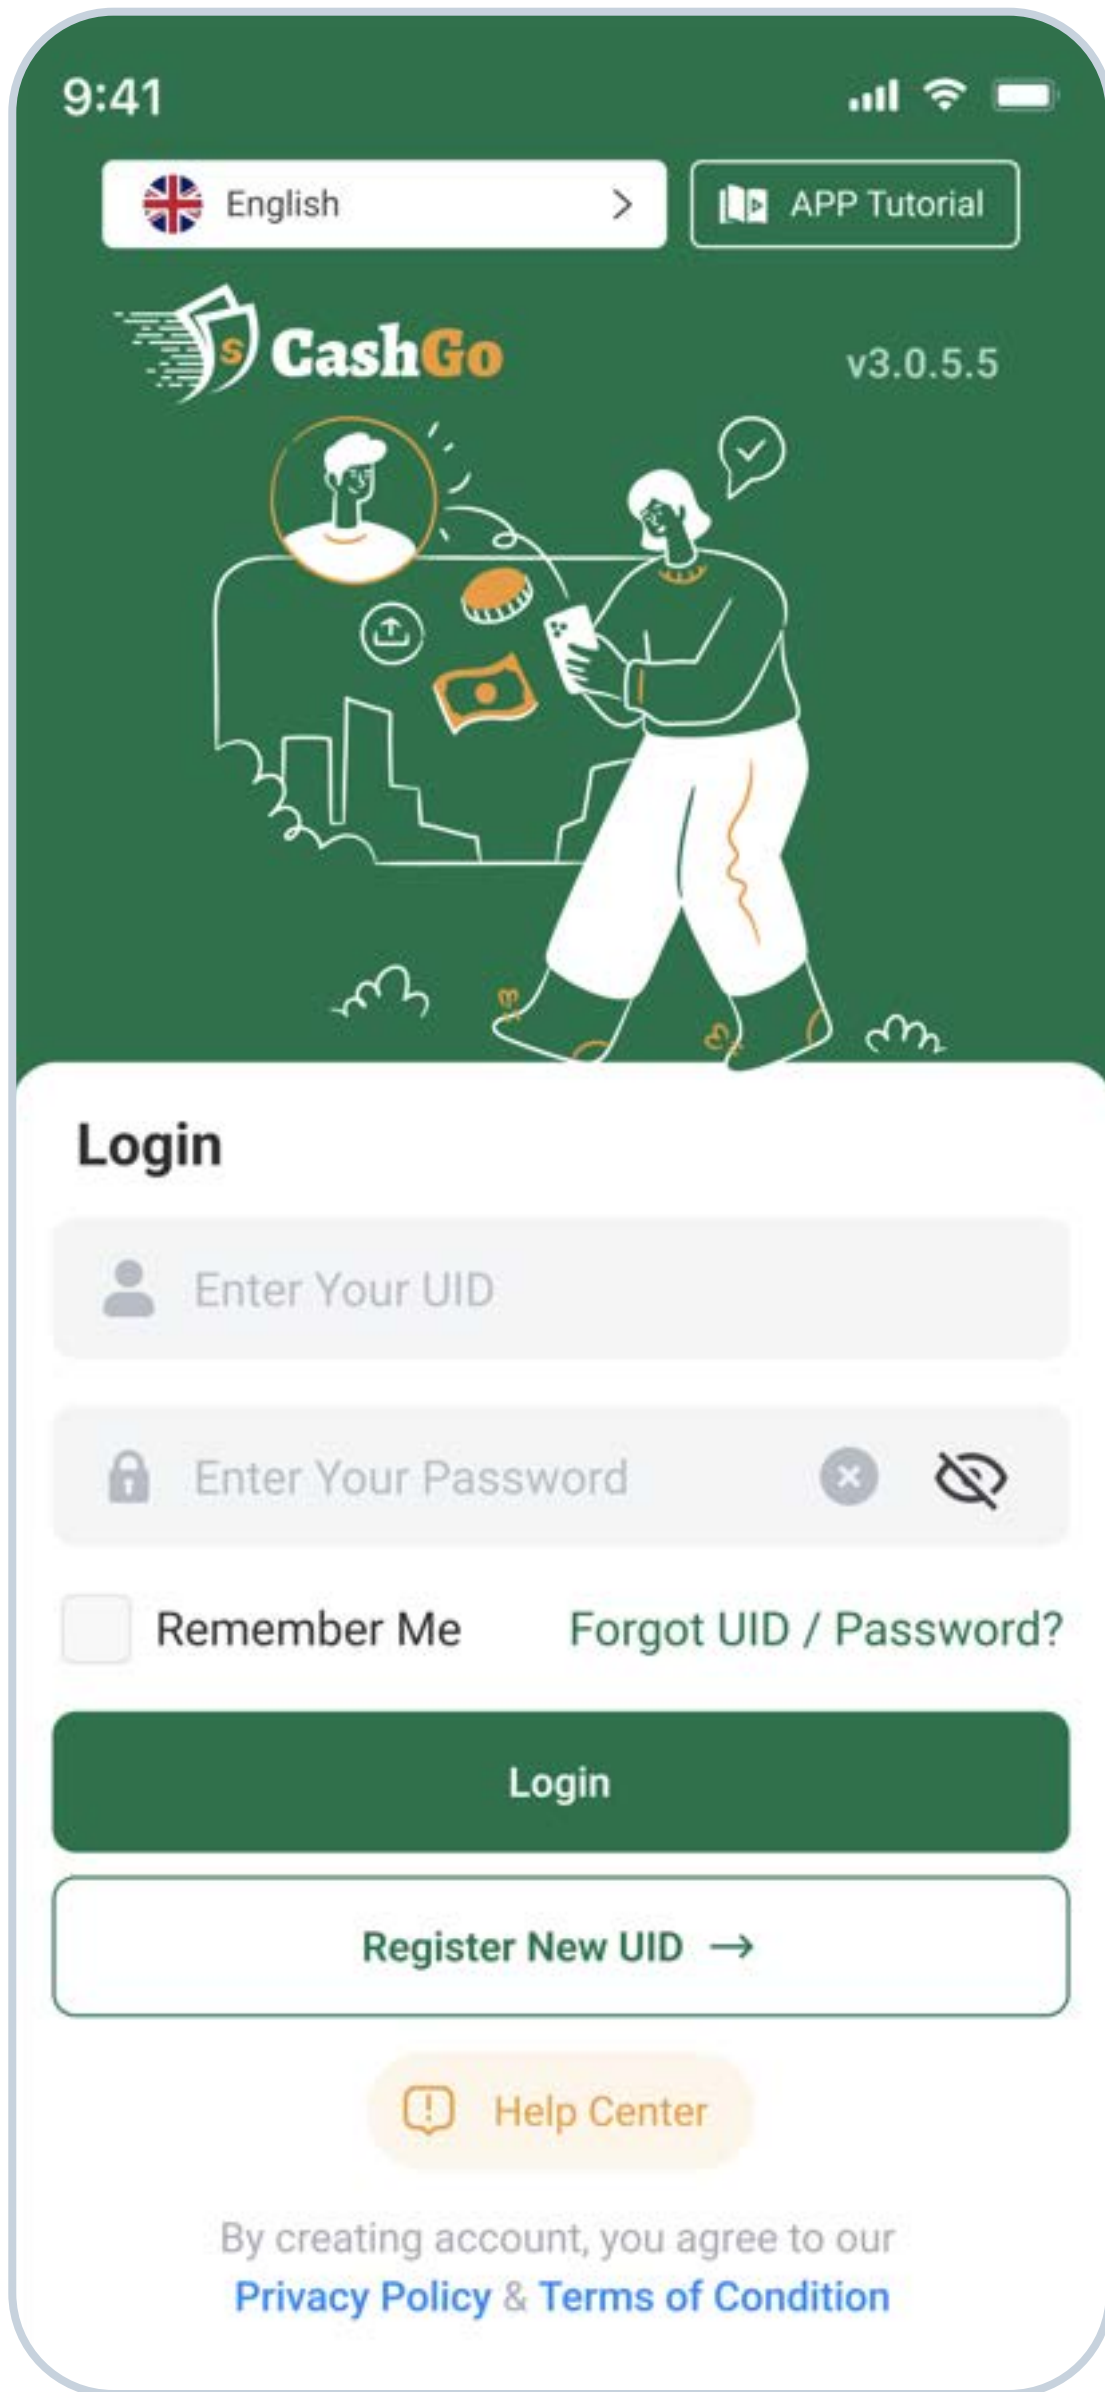 9:41
English
APP Tutorial
S
CashGo
v3.0.5.5
Login
Enter Your UID
Enter Your Password
Remember Me
Forgot UID / Password?
Login
Register New UID →
Help Center
By creating account, you agree to our
Privacy Policy & Terms of Condition